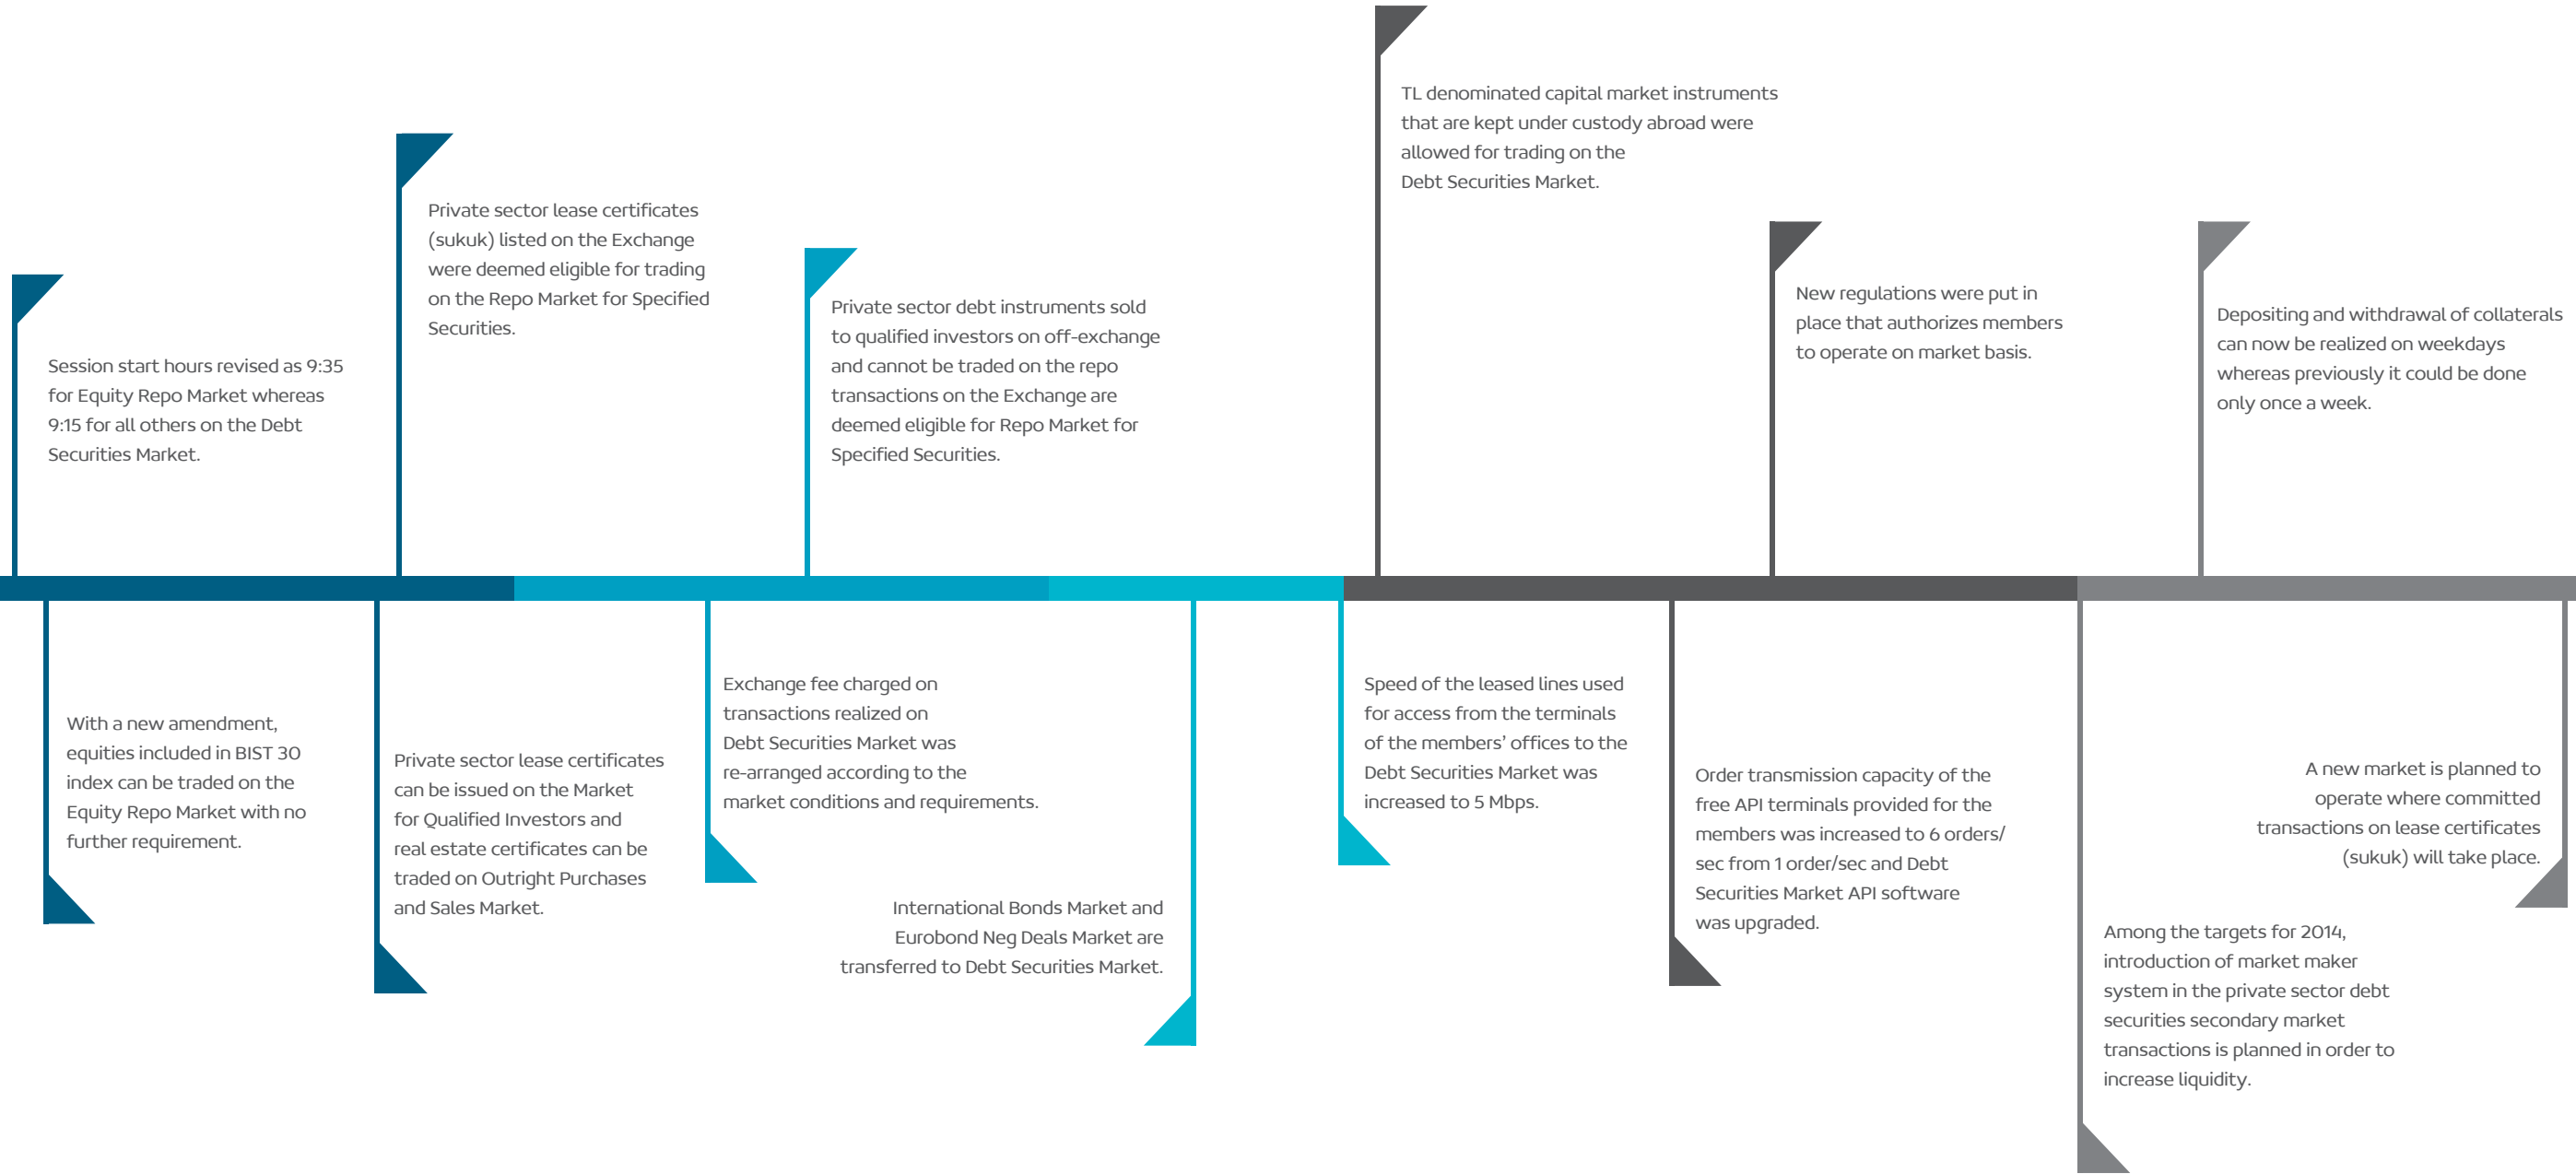 TL denominated capital market instruments
that are kept under custody abroad were
allowed for trading on the
Debt Securities Market.
Private sector lease certificates
(sukuk) listed on the Exchange
were deemed eligible for trading
on the Repo Market for Specified
Securities.
Session start hours revised as 9:35
for Equity Repo Market whereas
9:15 for all others on the Debt
Securities Market.
Private sector debt instruments sold
to qualified investors on off-exchange
and cannot be traded on the repo
transactions on the Exchange are
deemed eligible for Repo Market for
Specified Securities.
New regulations were put in
place that authorizes members
to operate on market basis.
Depositing and withdrawal of collaterals
can now be realized on weekdays
whereas previously it could be done
only once a week.
With a new amendment,
equities included in BIST 30
index can be traded on the
Equity Repo Market with no
further requirement.
Private sector lease certificates
can be issued on the Market
for Qualified Investors and
real estate certificates can be
traded on Outright Purchases
and Sales Market.
Exchange fee charged on
transactions realized on
Debt Securities Market was
re-arranged according to the
market conditions and requirements.
International Bonds Market and
Eurobond Neg Deals Market are
transferred to Debt Securities Market.
Speed of the leased lines used
for access from the terminals
of the members’ offices to the
Debt Securities Market was
increased to 5 Mbps.
Order transmission capacity of the
free API terminals provided for the
members was increased to 6 orders/
sec from 1 order/sec and Debt
Securities Market API software
was upgraded.
A new market is planned to
operate where committed
transactions on lease certificates
(sukuk) will take place.
Among the targets for 2014,
introduction of market maker
system in the private sector debt
securities secondary market
transactions is planned in order to
increase liquidity.